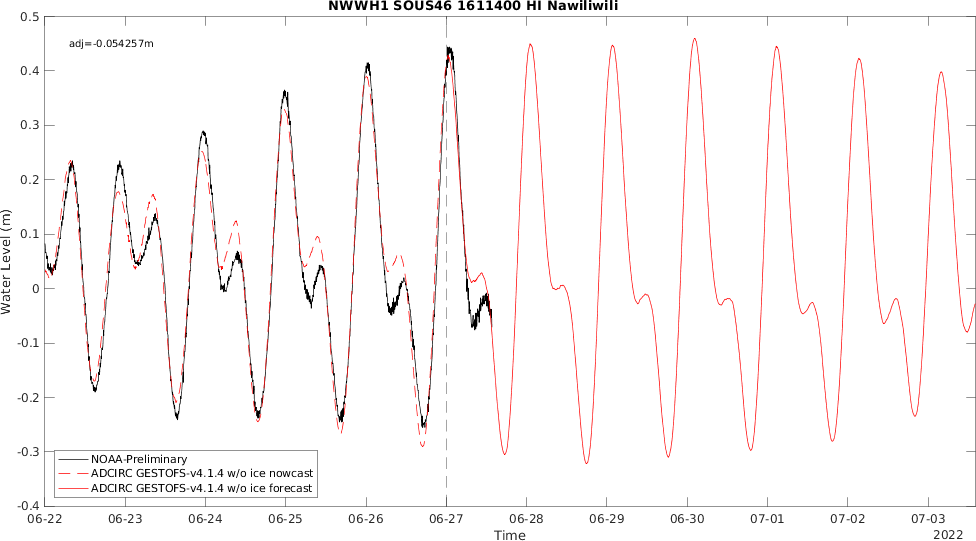 NWWH1 SOUS46 1611400 HI Nawiliwili
adj=-0.054257m
0.5
0.4
0.3
0.2
0.1
0
-0.1
-0.2
-0.3
-0.4
Water Level (m)
NOAA-Preliminary
ADCIRC GESTOFS-v4.1.4 w/o ice nowcast
ADCIRC GESTOFS-v4.1.4 w/o ice forecast
06-22 06-23 06-24 06-25 06-26 06-27 06-28 06-29 06-30 07-01 07-02 07-03
Time
2022